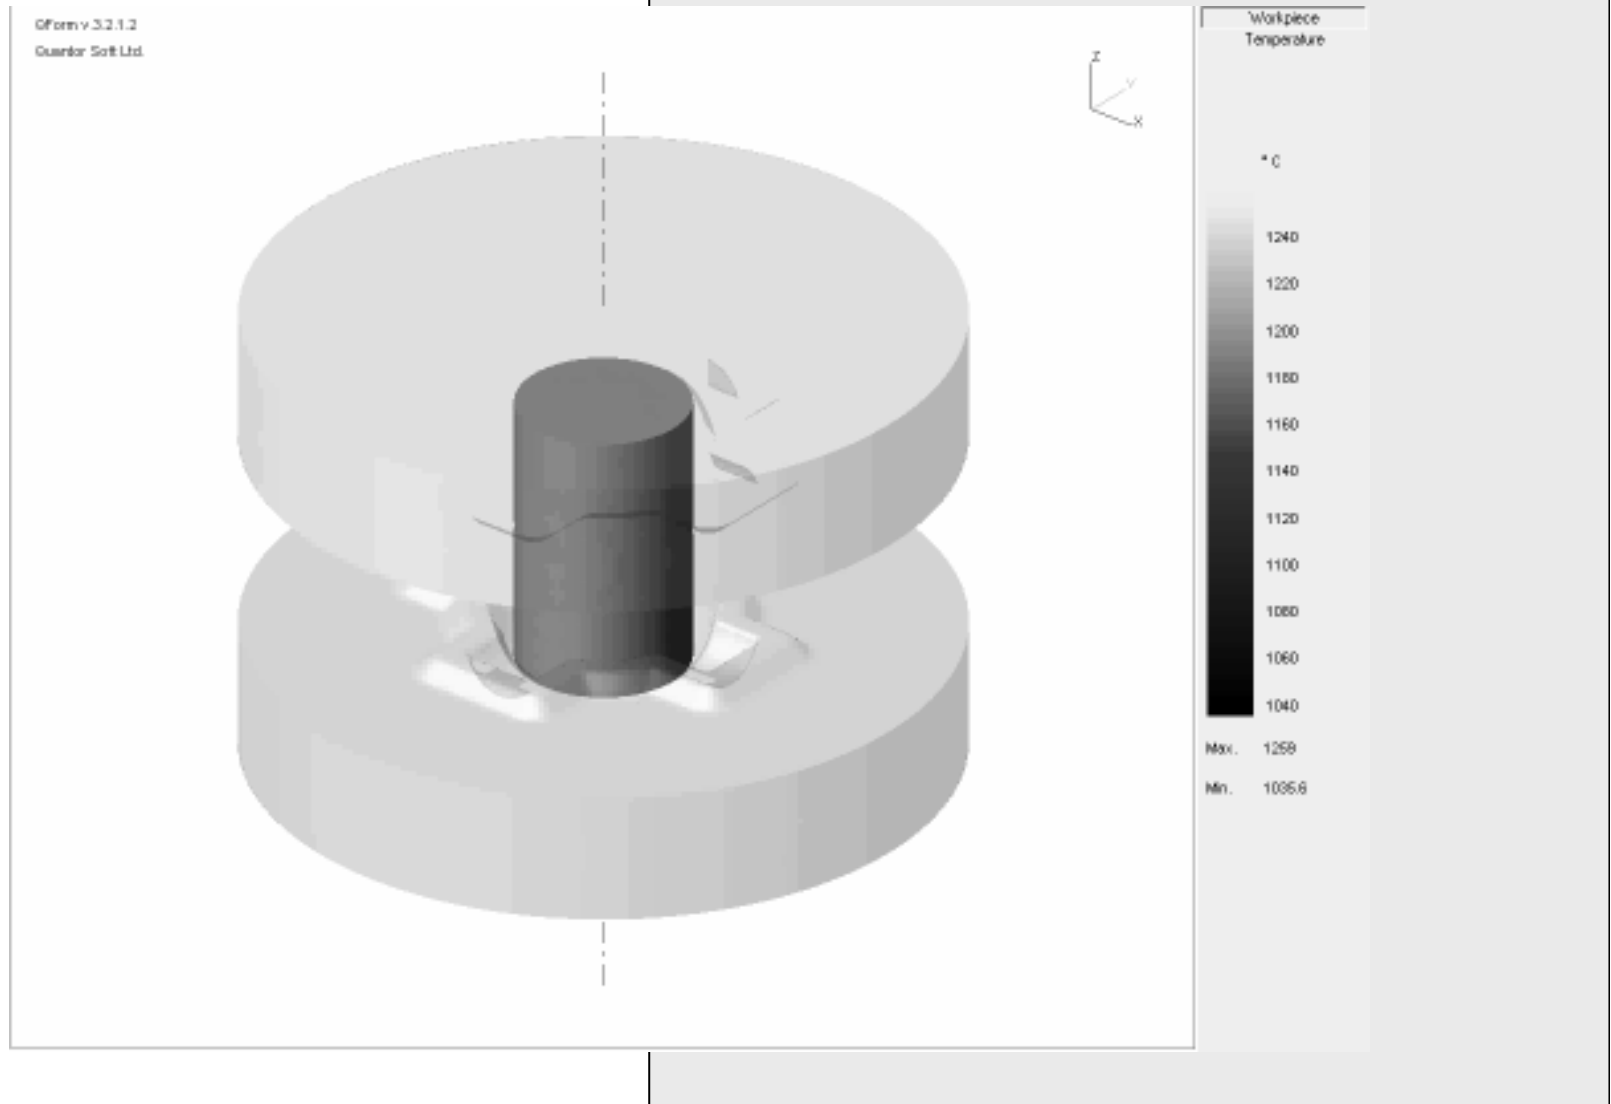 QForm v.3.2.1.2
Quantor Soft Ltd.
Z
Y
X
Workpiece
Temperature
° C
1240
1220
1200
1180
1160
1140
1120
1100
1080
1060
1040
Max. 1259
Min. 1035.6